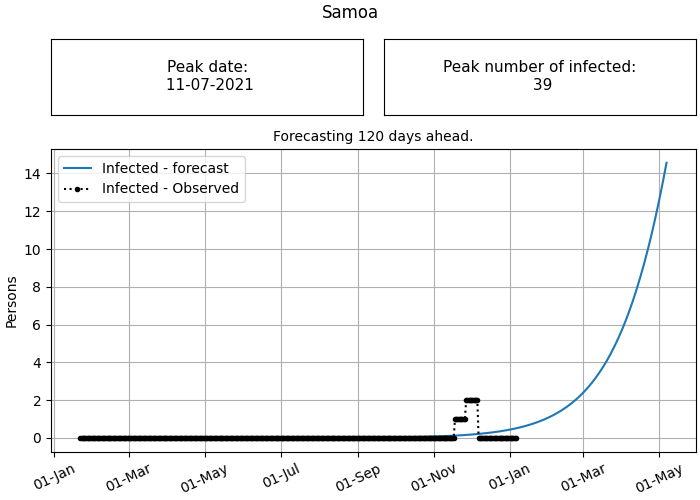 Samoa
Peak date:
11-07-2021
Peak number of infected:
39
Forecasting 120 days ahead.
Infected - forecast
Infected - Observed
Persons
14
12
10
8
6
4
2
0
01-Jan
01-Mar
01-May
01-Jul
01-Sep
01-Nov
01-Jan
01-Mar
01-May